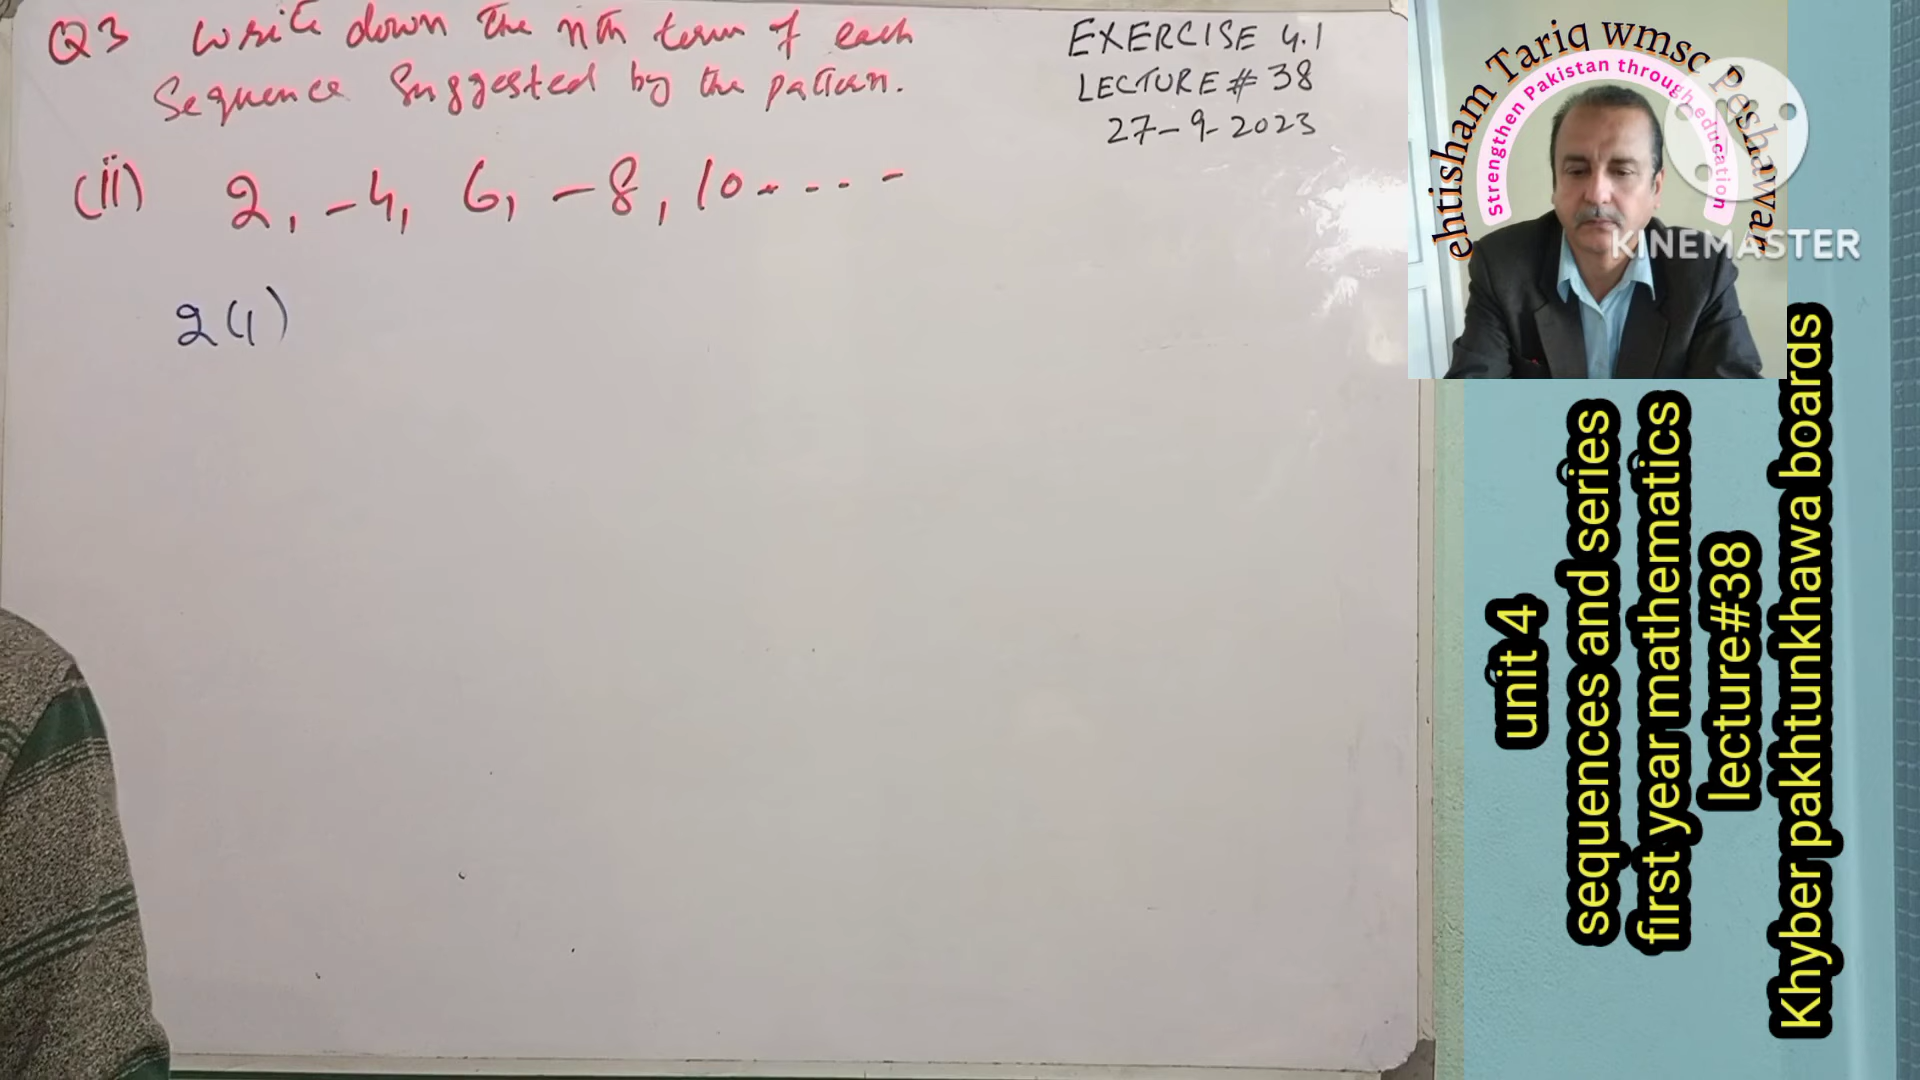 Q3 Write down the nth term of each
Sequence Suggested by the pattern.
(ii) 2, -4, 6, -8, 10 - - - -
2(1)
EXERCISE 4.1
LECTURE # 38
27-9-2023
ehtisham Tariq wmsc Peshawar
Strengthen Pakistan through education
KINEMASTER
unit 4
sequences and series
first year mathematics
lecture#38
Khyber pakhtunkhawa boards